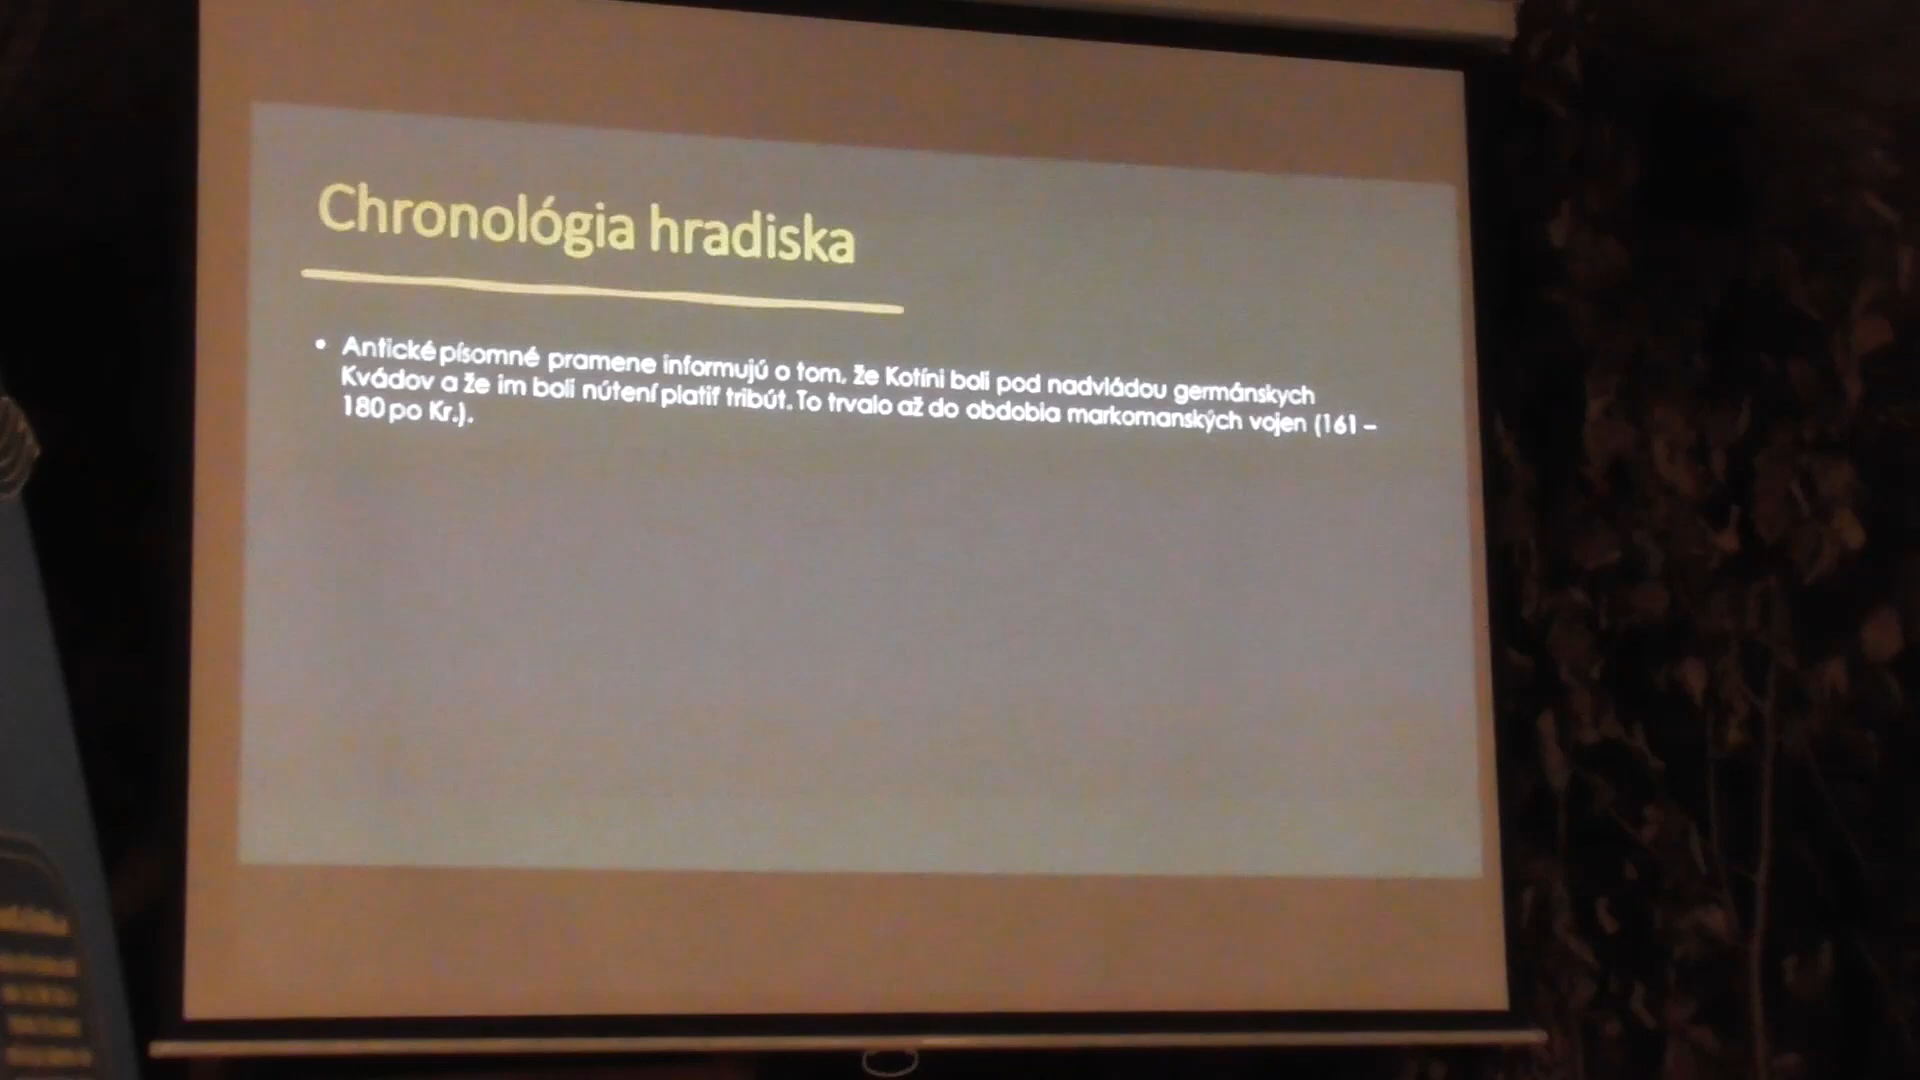 Chronológia hradiska
• Antické písomné pramene informujú o tom, že Kotíni boli pod nadvládou germánskych
Kvádov a že im boli nútení platiť tribút. To trvalo až do obdobia markomanských vojen (161 –
180 po Kr.).